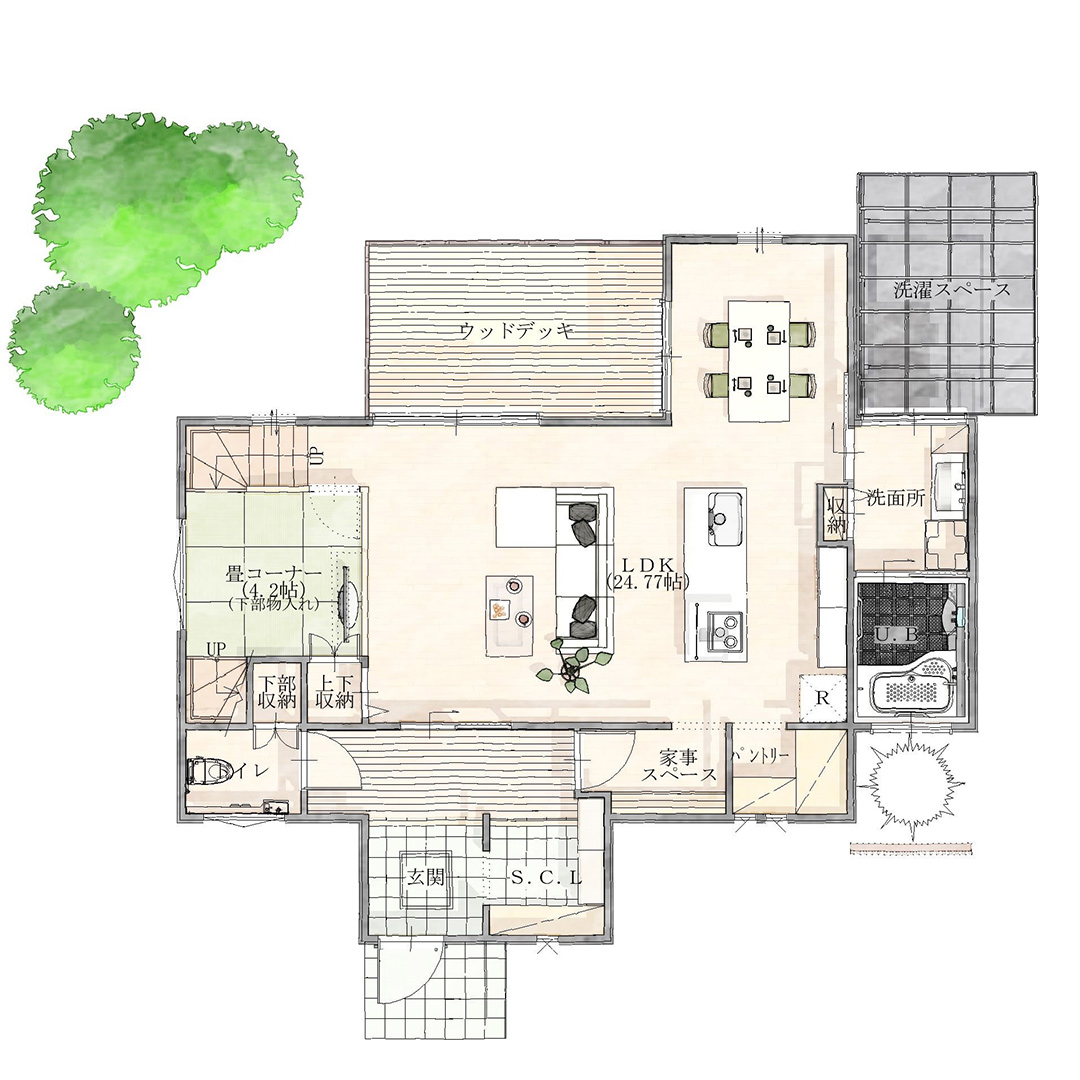 洗濯スペース
ウッドデッキ
UP
収納
洗面所
LDK
(24.77帖)
畳コーナー
(4.2帖)
(下部物入れ)
U.B
UP
下部
収納
上下
収納
R
トイレ
家事
スペース
パントリー
玄関
S.C.L